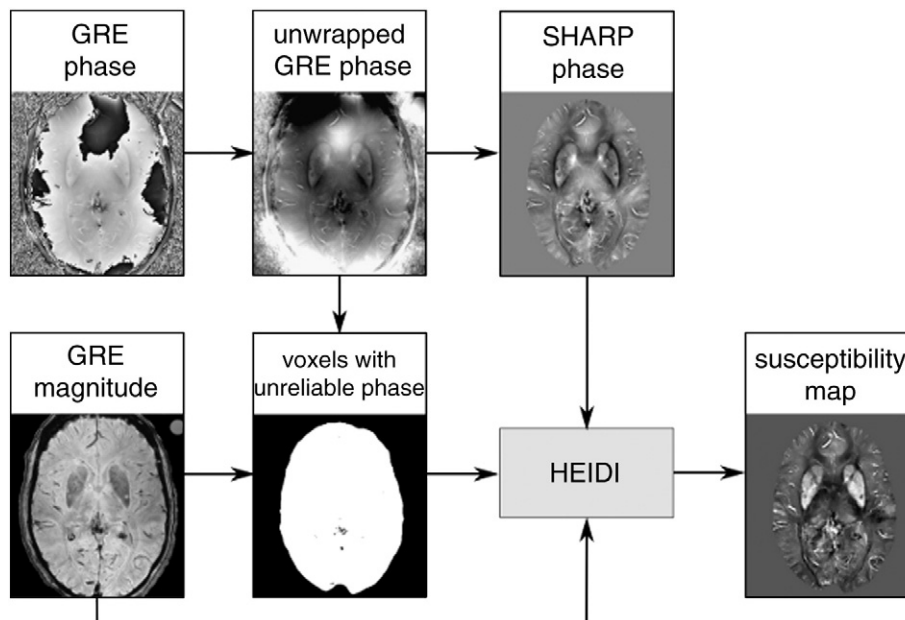 GRE
phase
unwrapped
GRE phase
SHARP
phase
GRE
magnitude
voxels with
unreliable phase
HEIDI
susceptibility
map